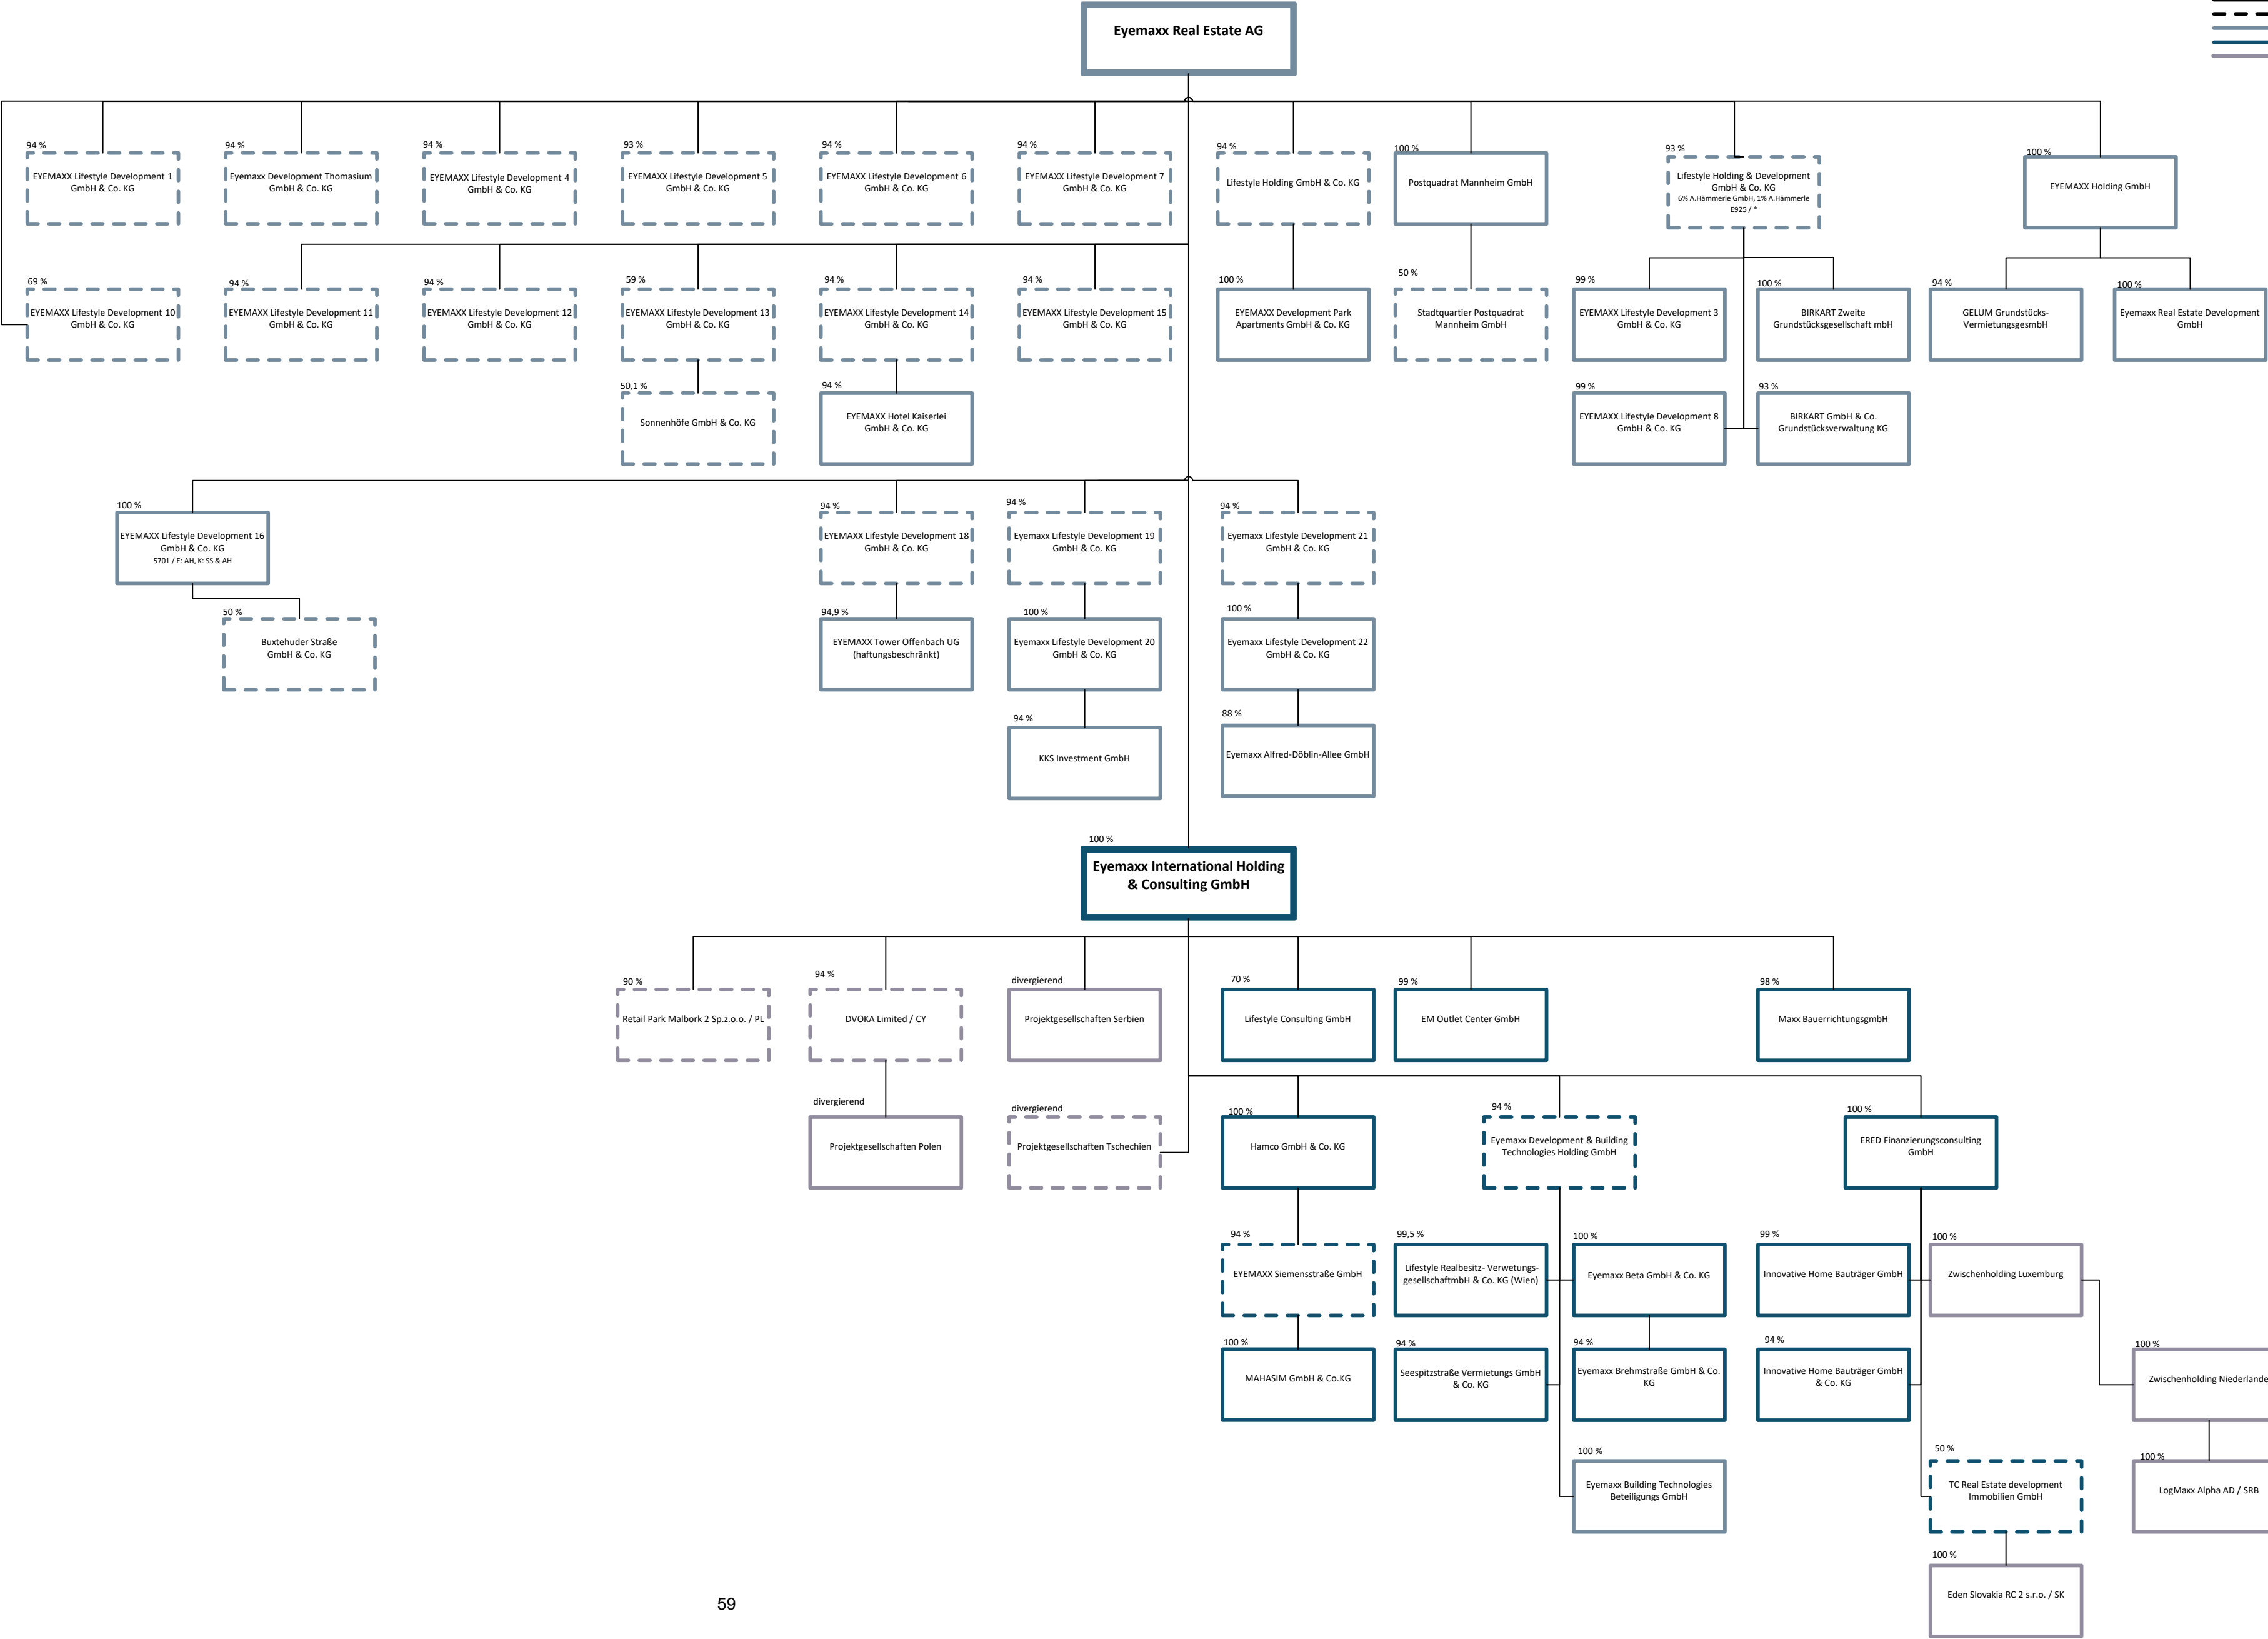 Eyemaxx Real Estate AG
94 %
EYEMAXX Lifestyle Development 1
GmbH & Co. KG
94 %
Eyemaxx Development Thomasium
GmbH & Co. KG
94 %
EYEMAXX Lifestyle Development 4
GmbH & Co. KG
93 %
EYEMAXX Lifestyle Development 5
GmbH & Co. KG
94 %
EYEMAXX Lifestyle Development 6
GmbH & Co. KG
94 %
EYEMAXX Lifestyle Development 7
GmbH & Co. KG
94 %
Lifestyle Holding GmbH & Co. KG
100 %
Postquadrat Mannheim GmbH
93 %
Lifestyle Holding & Development
GmbH & Co. KG
6% A.Hämmerle GmbH, 1% A.Hämmerle
E925 / *
100 %
EYEMAXX Holding GmbH
69 %
EYEMAXX Lifestyle Development 10
GmbH & Co. KG
94 %
EYEMAXX Lifestyle Development 11
GmbH & Co. KG
94 %
EYEMAXX Lifestyle Development 12
GmbH & Co. KG
59 %
EYEMAXX Lifestyle Development 13
GmbH & Co. KG
94 %
EYEMAXX Lifestyle Development 14
GmbH & Co. KG
94 %
EYEMAXX Lifestyle Development 15
GmbH & Co. KG
100 %
EYEMAXX Development Park
Apartments GmbH & Co. KG
50 %
Stadtquartier Postquadrat
Mannheim GmbH
99 %
EYEMAXX Lifestyle Development 3
GmbH & Co. KG
100 %
BIRKART Zweite
Grundstücksgesellschaft mbH
94 %
GELUM Grundstücks-
VermietungsgesmbH
100 %
Eyemaxx Real Estate Development
GmbH
50,1 %
Sonnenhöfe GmbH & Co. KG
94 %
EYEMAXX Hotel Kaiserlei
GmbH & Co. KG
99 %
EYEMAXX Lifestyle Development 8
GmbH & Co. KG
93 %
BIRKART GmbH & Co.
Grundstücksverwaltung KG
100 %
EYEMAXX Lifestyle Development 16
GmbH & Co. KG
5701 / E: AH, K: SS & AH
94 %
EYEMAXX Lifestyle Development 18
GmbH & Co. KG
94 %
Eyemaxx Lifestyle Development 19
GmbH & Co. KG
94 %
Eyemaxx Lifestyle Development 21
GmbH & Co. KG
50 %
Buxtehuder Straße
GmbH & Co. KG
94,9 %
EYEMAXX Tower Offenbach UG
(haftungsbeschränkt)
100 %
Eyemaxx Lifestyle Development 20
GmbH & Co. KG
100 %
Eyemaxx Lifestyle Development 22
GmbH & Co. KG
94 %
KKS Investment GmbH
88 %
Eyemaxx Alfred-Döblin-Allee GmbH
100 %
Eyemaxx International Holding
& Consulting GmbH
90 %
Retail Park Malbork 2 Sp.z.o.o. / PL
94 %
DVOKA Limited / CY
divergierend
Projektgesellschaften Serbien
70 %
Lifestyle Consulting GmbH
99 %
EM Outlet Center GmbH
98 %
Maxx BauerrichtungsgmbH
divergierend
Projektgesellschaften Polen
divergierend
Projektgesellschaften Tschechien
100 %
Hamco GmbH & Co. KG
94 %
Eyemaxx Development & Building
Technologies Holding GmbH
100 %
ERED Finanzierungsconsulting
GmbH
94 %
EYEMAXX Siemensstraße GmbH
99,5 %
Lifestyle Realbesitz- Verwetungs-
gesellschaftmbH & Co. KG (Wien)
100 %
Eyemaxx Beta GmbH & Co. KG
99 %
Innovative Home Bauträger GmbH
100 %
Zwischenholding Luxemburg
100 %
MAHASIM GmbH & Co.KG
94 %
Seespitzstraße Vermietungs GmbH
& Co. KG
94 %
Eyemaxx Brehmstraße GmbH & Co.
KG
94 %
Innovative Home Bauträger GmbH
& Co. KG
100 %
Zwischenholding Niederlande
100 %
Eyemaxx Building Technologies
Beteiligungs GmbH
50 %
TC Real Estate development
Immobilien GmbH
100 %
LogMaxx Alpha AD / SRB
100 %
Eden Slovakia RC 2 s.r.o. / SK
59